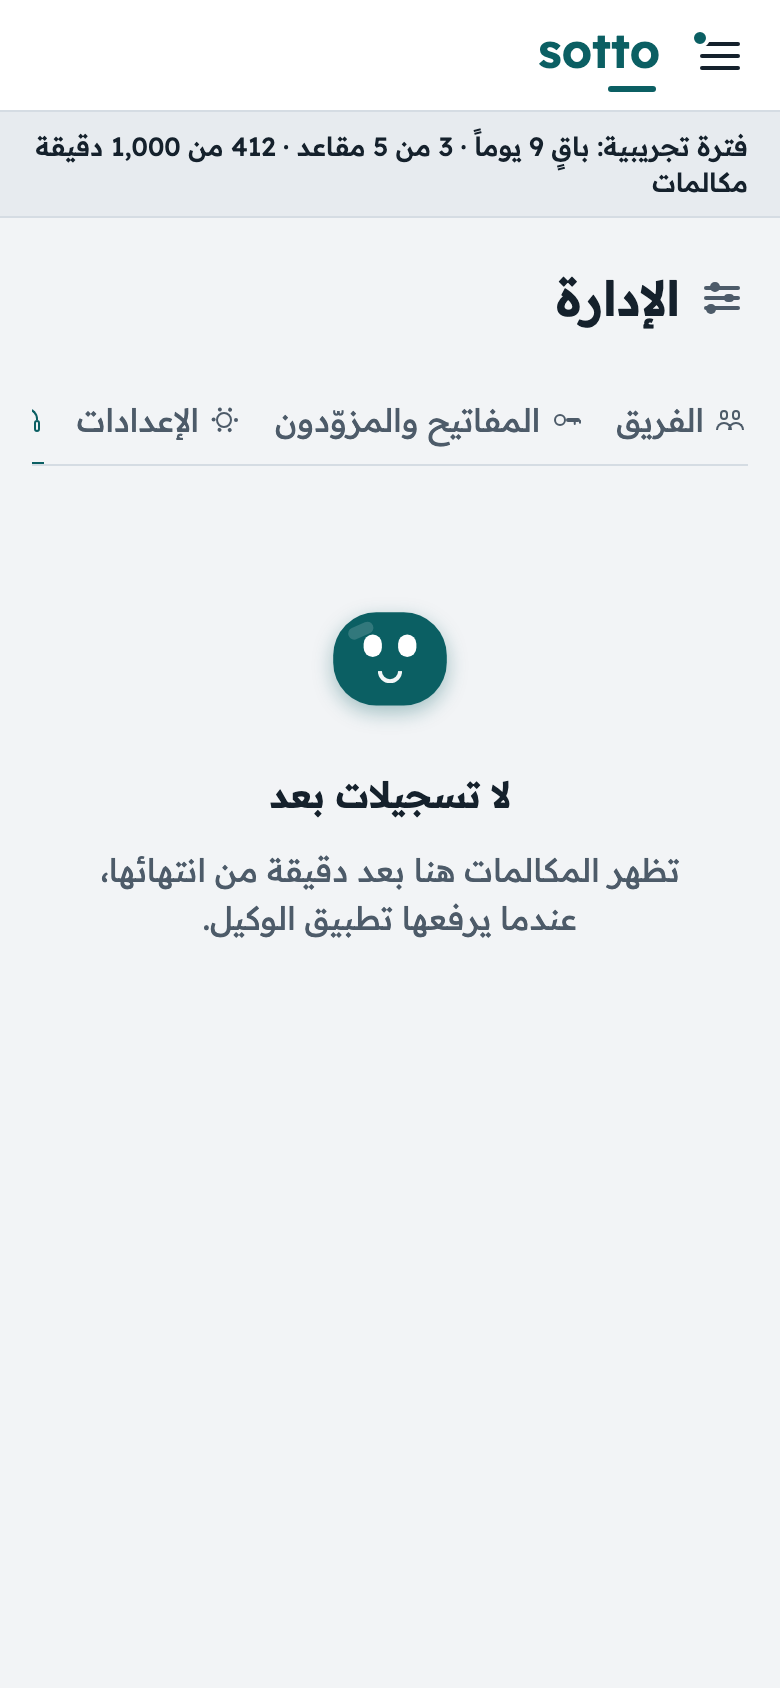 sotto
فترة تجريبية: باقٍ 9 يوماً · 3 من 5 مقاعد · 412 من 1,000 دقيقة
مكالمات
الإدارة
الفريق
المفاتيح والمزوّدون
الإعدادات
لا تسجيلات بعد
تظهر المكالمات هنا بعد دقيقة من انتهائها،
عندما يرفعها تطبيق الوكيل.